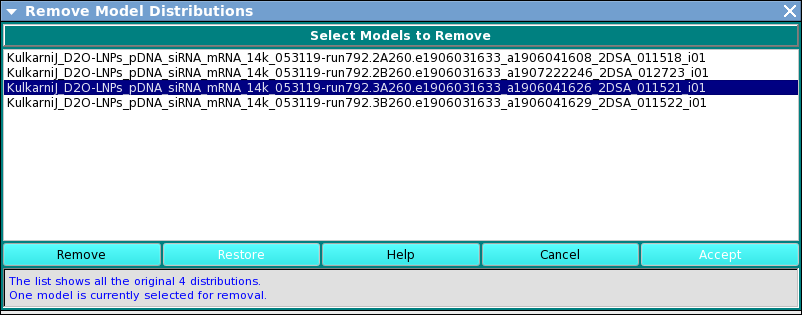 Remove Model Distributions
Select Models to Remove
KulkarniJ_D2O-LNPs_pDNA_siRNA_mRNA_14k_053119-run792.2A260.e1906031633_a1906041608_2DSA_011518_i01
KulkarniJ_D2O-LNPs_pDNA_siRNA_mRNA_14k_053119-run792.2B260.e1906031633_a1907222246_2DSA_012723_i01
KulkarniJ_D2O-LNPs_pDNA_siRNA_mRNA_14k_053119-run792.3A260.e1906031633_a1906041626_2DSA_011521_i01
KulkarniJ_D2O-LNPs_pDNA_siRNA_mRNA_14k_053119-run792.3B260.e1906031633_a1906041629_2DSA_011522_i01
Remove Restore Help Cancel Accept
The list shows all the original 4 distributions.
One model is currently selected for removal.